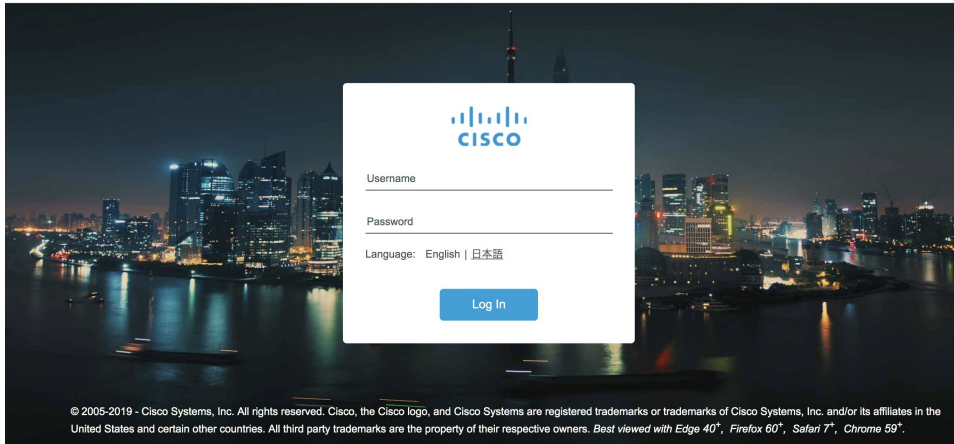 CISCO
Username
Password
Language: English | 日本語
Log In
© 2005-2019 - Cisco Systems, Inc. All rights reserved. Cisco, the Cisco logo, and Cisco Systems are registered trademarks or trademarks of Cisco Systems, Inc. and/or its affiliates in the
United States and certain other countries. All third party trademarks are the property of their respective owners. Best viewed with Edge 40+, Firefox 60+, Safari 7+, Chrome 59+.